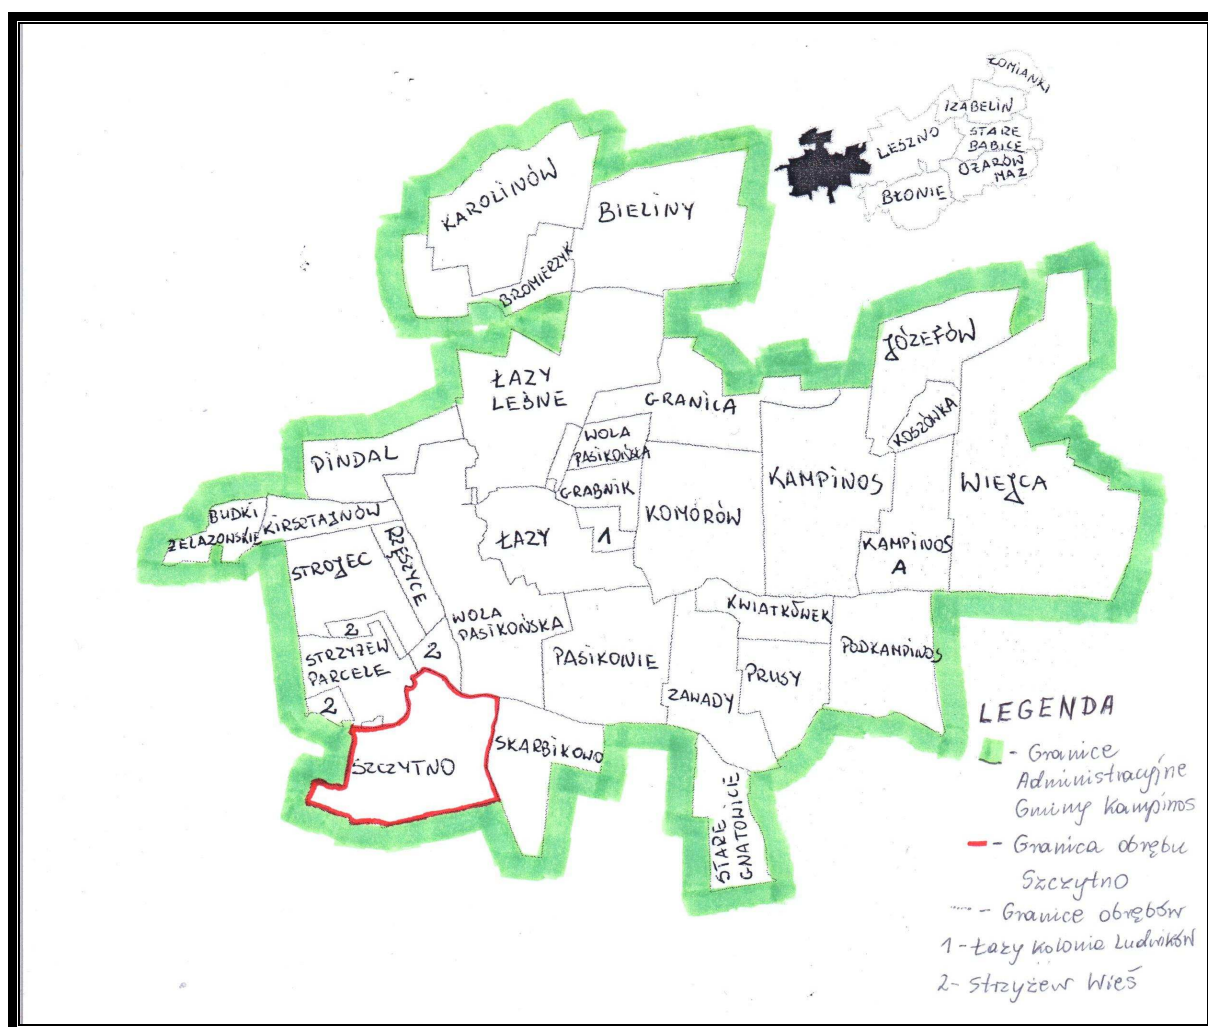 ŁOMIANKI
IZABELIN
LESZNO
STARE
BABICE
OŻARÓW
MAZ
BŁONIE
KAROLINÓW
BIELINY
BROMIERZYK
JÓZEFÓW
ŁAZY
LEŚNE
GRANICA
KOSZÓWKA
WOLA
PASIKOŃSKA
DINDAL
GRABNIK
KAMPINOS
WIEJCA
BUDKI
ŻELAZOWSKIE
KIRSZTAJNÓW
KOMÓRÓW
RZĘSZYCE
ŁAZY
1
KAMPINOS
A
STROJEC
KWIATKÓWEK
WOLA
PASIKOŃSKA
2
2
STRZYŻEW
PARCELE
PASIKONIE
PODKAMPINOS
PRUSY
ZAWADY
2
SKARBIKOWO
SZCZYTNO
STARE
GNATOWICE
LEGENDA
- Granice
Administracyjne
Gminy Kampinos
- Granica obrębu
Szczytno
- Granice obrębów
1 - Łazy kolonia Ludwików
2 - Strzyżew Wieś